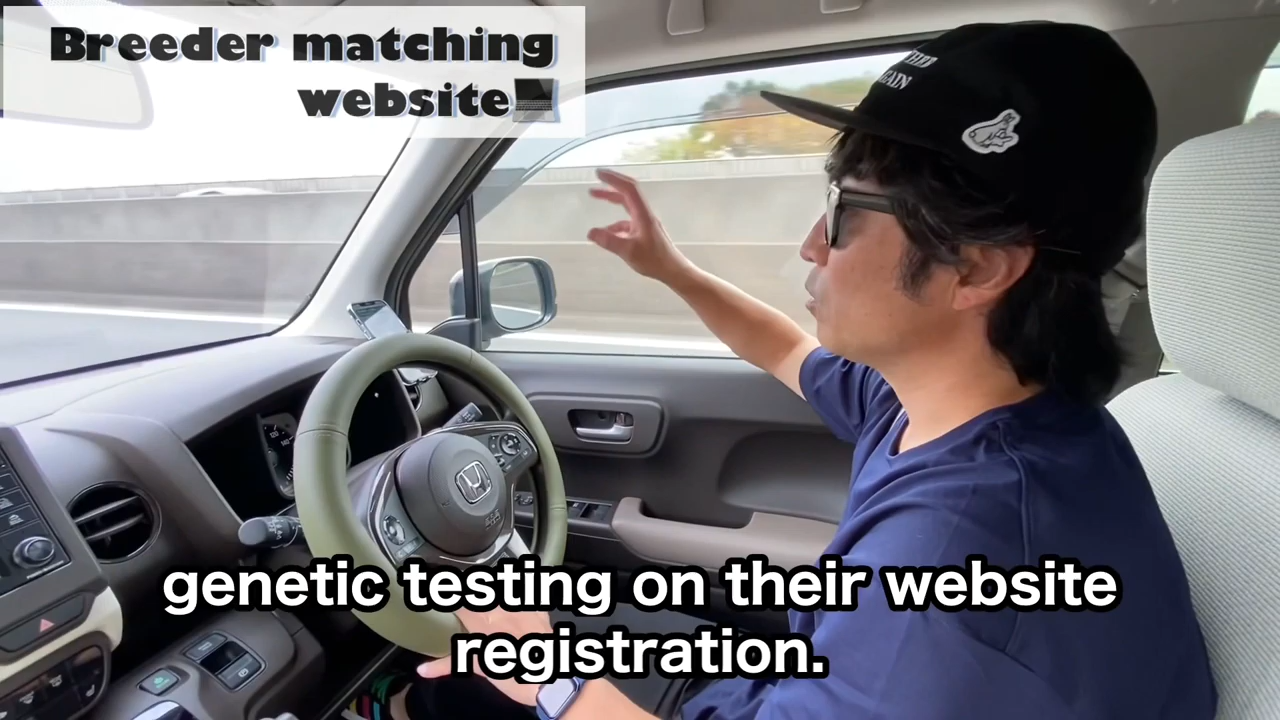 Breeder matching
website
genetic testing on their website
registration.